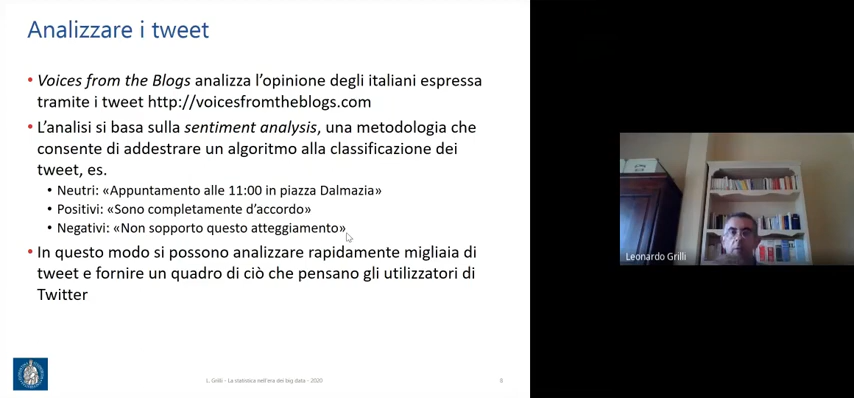 Analizzare i tweet
• Voices from the Blogs analizza l'opinione degli italiani espressa
tramite i tweet http://voicesfromtheblogs.com
• L'analisi si basa sulla sentiment analysis, una metodologia che
consente di addestrare un algoritmo alla classificazione dei
tweet, es.
• Neutri: «Appuntamento alle 11:00 in piazza Dalmazia»
• Positivi: «Sono completamente d'accordo»
• Negativi: «Non sopporto questo atteggiamento»
• In questo modo si possono analizzare rapidamente migliaia di
tweet e fornire un quadro di ciò che pensano gli utilizzatori di
Twitter
L. Grilli - La statistica nell'era dei big data - 2020
8
Leonardo Grilli